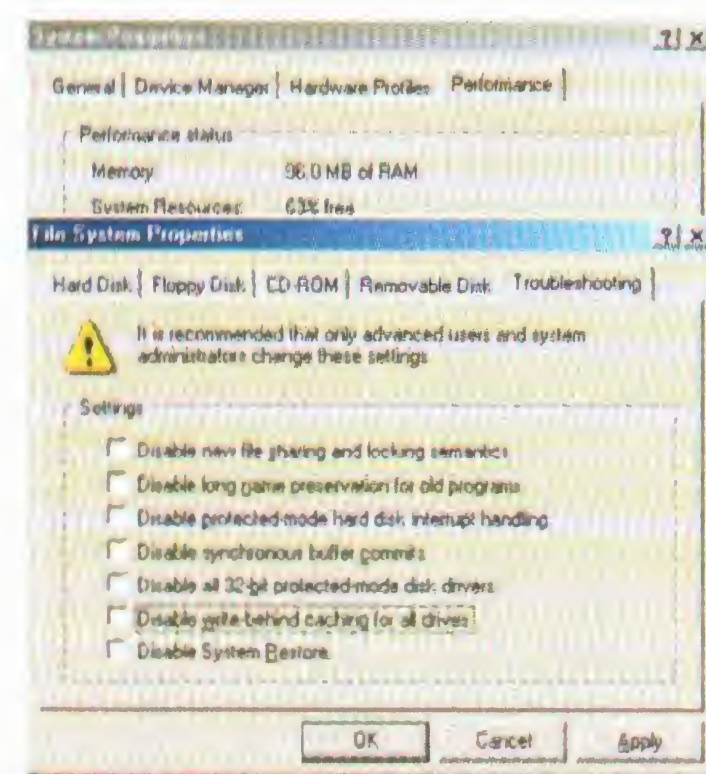 System Properties
General Device Manager Hardware Profiles Performance
Performance status
Memory: 96.0 MB of RAM
System Resources: 63% free
File System Properties
Hard Disk Floppy Disk CD-ROM Removable Disk Troubleshooting
It is recommended that only advanced users and system
administrators change these settings
Settings
Disable new file sharing and locking semantics
Disable long name preservation for old programs
Disable protected-mode hard disk interrupt handling
Disable synchronous buffer commits
Disable all 32-bit protected-mode disk drivers
Disable write-behind caching for all drives
Disable System Restore
OK Cancel Apply